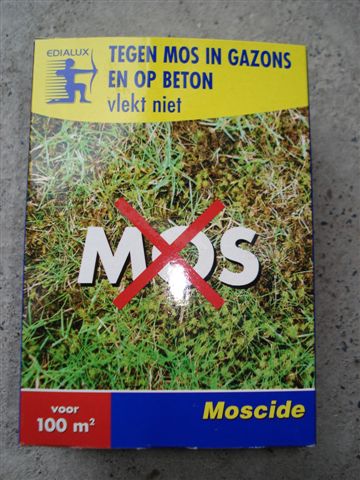 EDIALUX
TEGEN MOS IN GAZONS
EN OP BETON
vlekt niet
MOS
voor
100 m²
Moscide